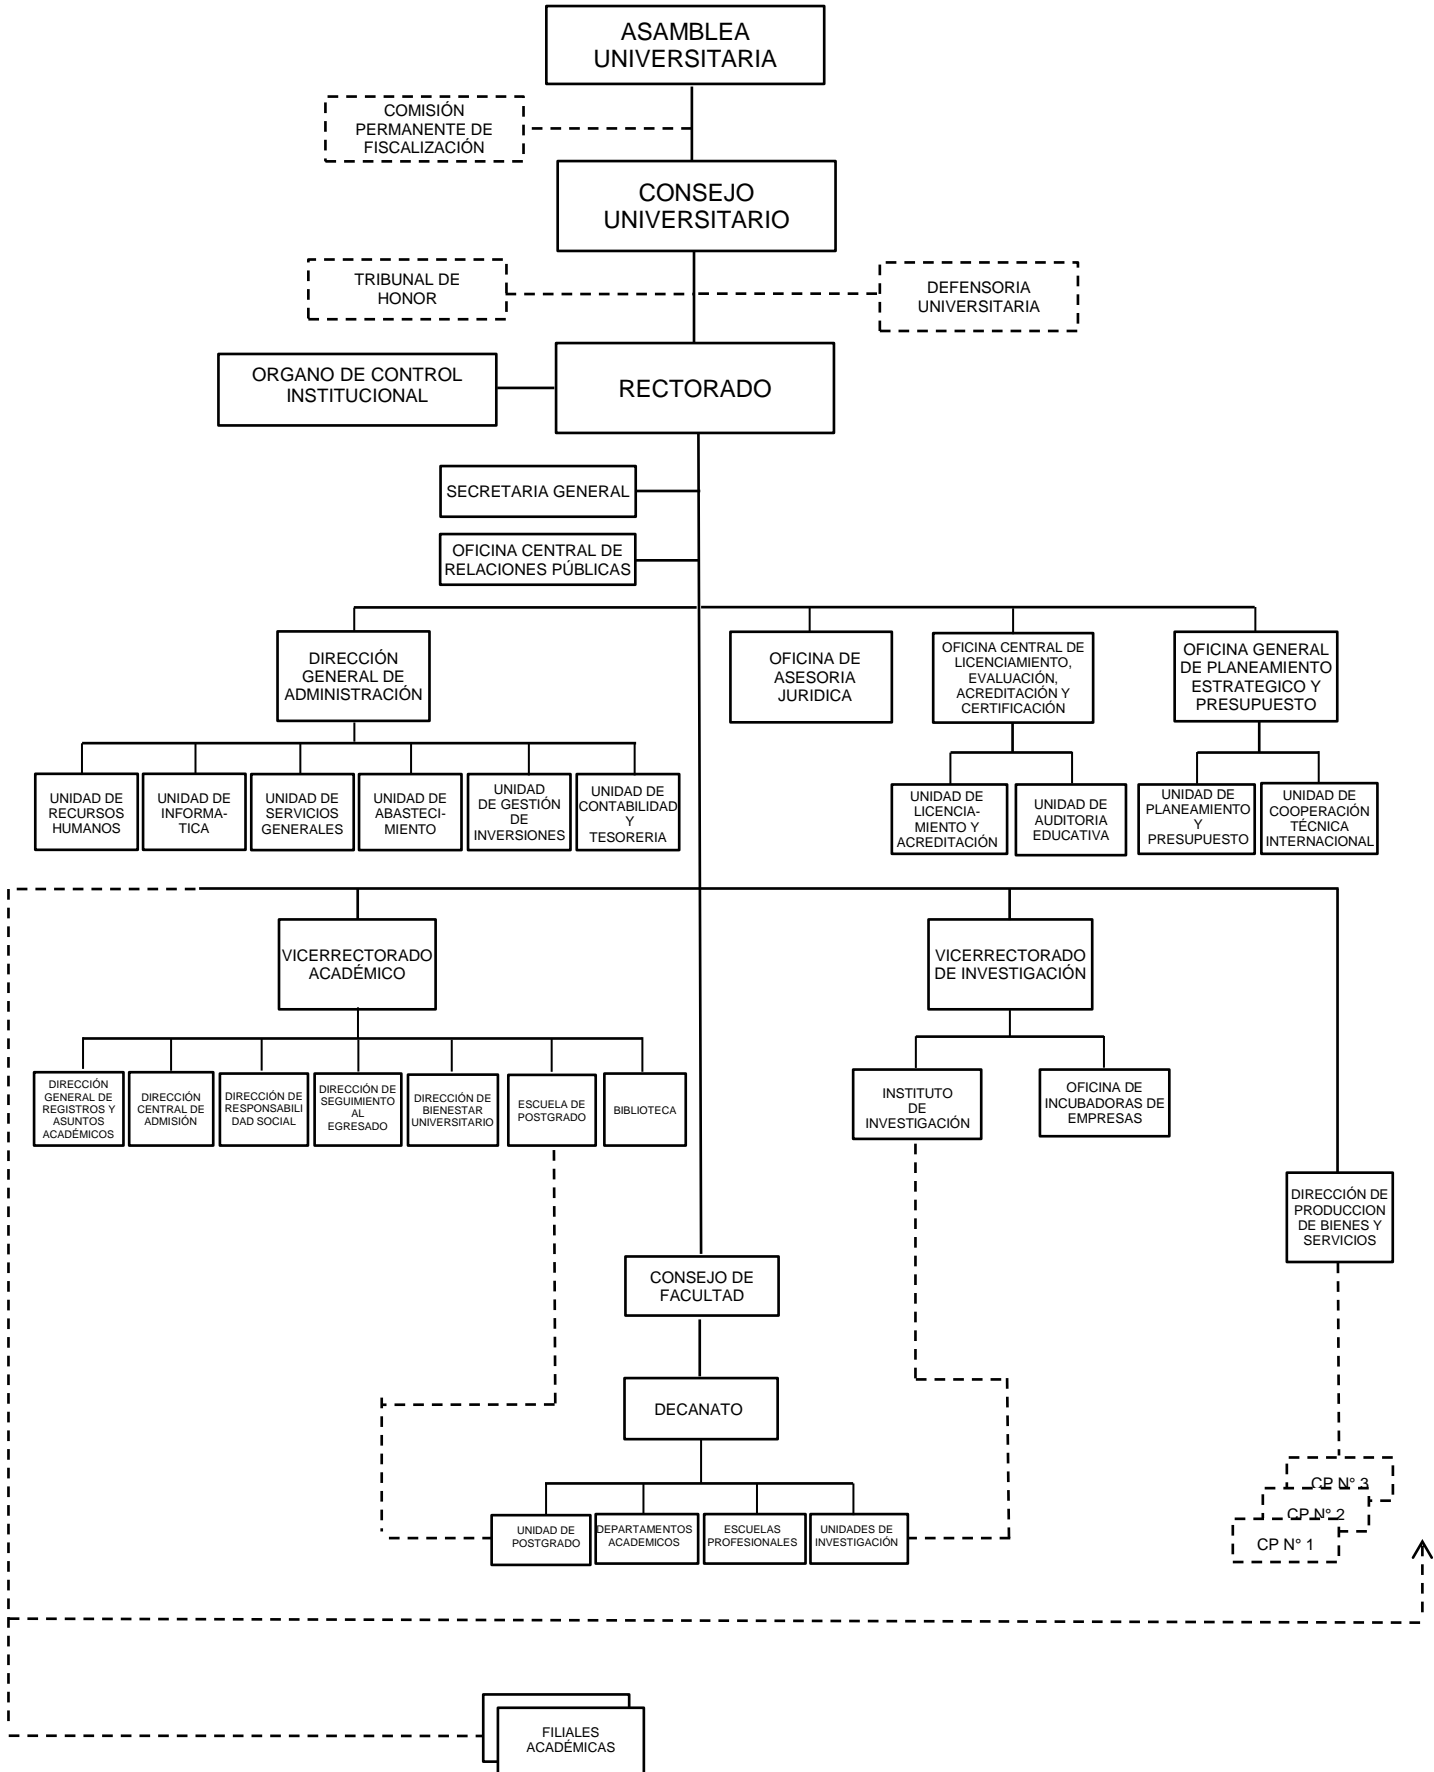 ASAMBLEA
UNIVERSITARIA
COMISIÓN
PERMANENTE DE
FISCALIZACIÓN
CONSEJO
UNIVERSITARIO
TRIBUNAL DE
HONOR
DEFENSORIA
UNIVERSITARIA
ORGANO DE CONTROL
INSTITUCIONAL
RECTORADO
SECRETARIA GENERAL
OFICINA CENTRAL DE
RELACIONES PÚBLICAS
DIRECCIÓN
GENERAL DE
ADMINISTRACIÓN
OFICINA DE
ASESORIA
JURIDICA
OFICINA CENTRAL DE
LICENCIAMIENTO,
EVALUACIÓN,
ACREDITACIÓN Y
CERTIFICACIÓN
OFICINA GENERAL
DE PLANEAMIENTO
ESTRATEGICO Y
PRESUPUESTO
UNIDAD DE
RECURSOS
HUMANOS
UNIDAD DE
INFORMA-
TICA
UNIDAD DE
SERVICIOS
GENERALES
UNIDAD DE
ABASTECI-
MIENTO
UNIDAD
DE GESTIÓN
DE
INVERSIONES
UNIDAD DE
CONTABILIDAD
Y
TESORERIA
UNIDAD DE
LICENCIA-
MIENTO Y
ACREDITACIÓN
UNIDAD DE
AUDITORIA
EDUCATIVA
UNIDAD DE
PLANEAMIENTO
Y
PRESUPUESTO
UNIDAD DE
COOPERACIÓN
TÉCNICA
INTERNACIONAL
VICERRECTORADO
ACADÉMICO
VICERRECTORADO
DE INVESTIGACIÓN
DIRECCIÓN
GENERAL DE
REGISTROS Y
ASUNTOS
ACADÉMICOS
DIRECCIÓN
CENTRAL DE
ADMISIÓN
DIRECCIÓN DE
RESPONSABILI
DAD SOCIAL
DIRECCIÓN DE
SEGUIMIENTO
AL
EGRESADO
DIRECCIÓN DE
BIENESTAR
UNIVERSITARIO
ESCUELA DE
POSTGRADO
BIBLIOTECA
INSTITUTO
DE
INVESTIGACIÓN
OFICINA DE
INCUBADORAS DE
EMPRESAS
DIRECCIÓN DE
PRODUCCION
DE BIENES Y
SERVICIOS
CONSEJO DE
FACULTAD
DECANATO
UNIDAD DE
POSTGRADO
DEPARTAMENTOS
ACADEMICOS
ESCUELAS
PROFESIONALES
UNIDADES DE
INVESTIGACIÓN
CP N° 3
CP N° 2
CP N° 1
FILIALES
ACADÉMICAS